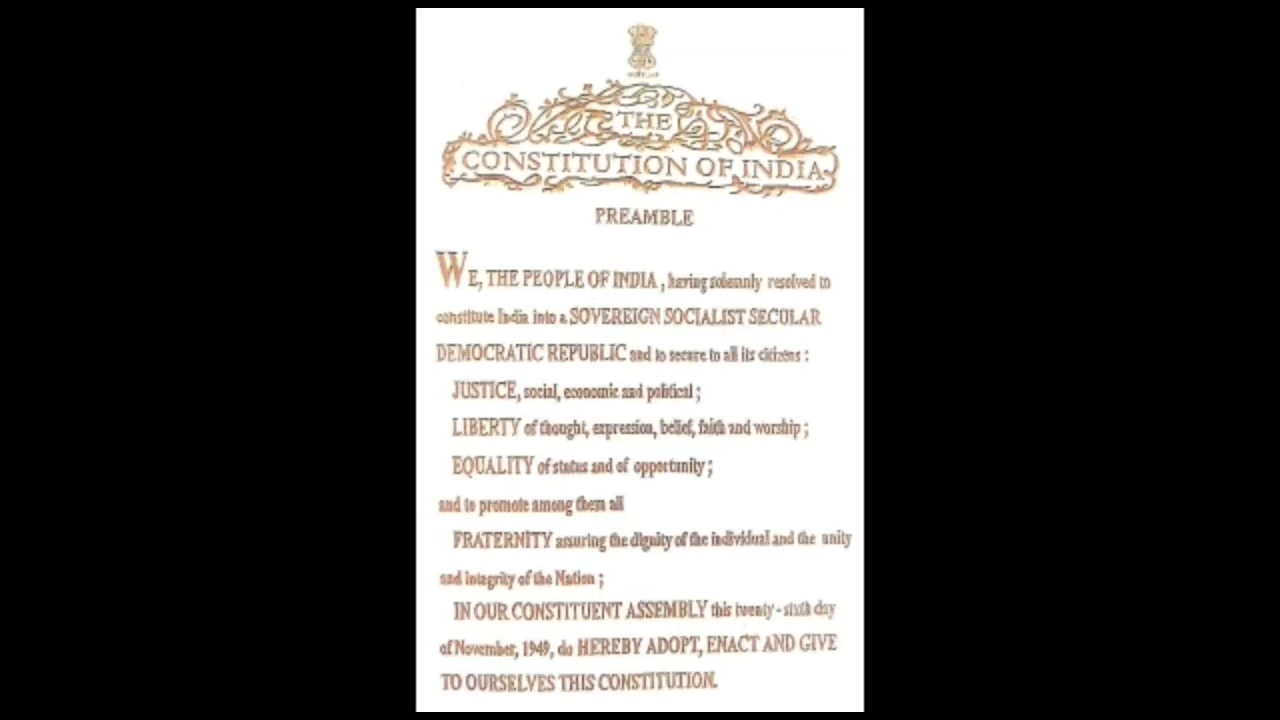 THE
CONSTITUTION OF INDIA
PREAMBLE
WE, THE PEOPLE OF INDIA , having solemnly resolved to
constitute India into a SOVEREIGN SOCIALIST SECULAR
DEMOCRATIC REPUBLIC and to secure to all its citizens :
JUSTICE, social, economic and political ;
LIBERTY of thought, expression, belief, faith and worship ;
EQUALITY of status and of opportunity ;
and to promote among them all
FRATERNITY assuring the dignity of the individual and the unity
and integrity of the Nation ;
IN OUR CONSTITUENT ASSEMBLY this twenty - sixth day
of November, 1949, do HEREBY ADOPT, ENACT AND GIVE
TO OURSELVES THIS CONSTITUTION.